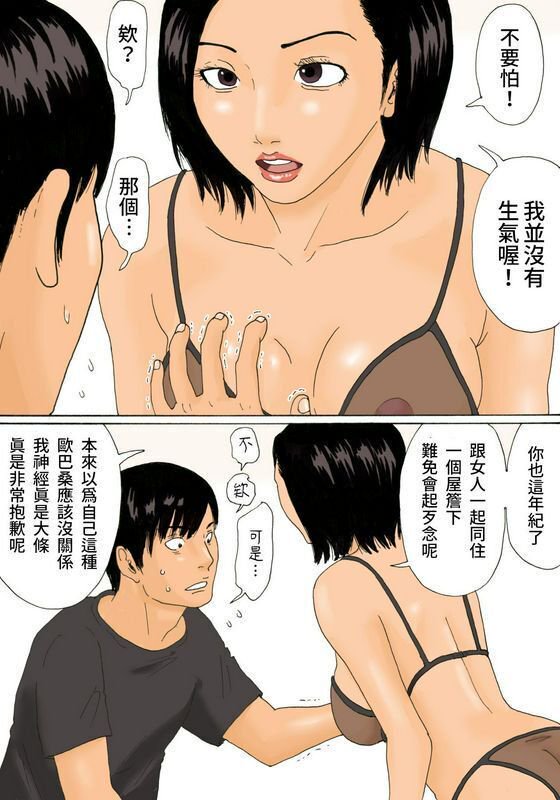 不要怕！
我並沒有
生氣喔！
欸？
那個…
你也這年紀了
跟女人一起同住
一個屋簷下
難免會起歹念呢
不
欸
可是…
本來以為自己這種
歐巴桑應該沒關係
我神經眞是大條
眞是非常抱歉呢